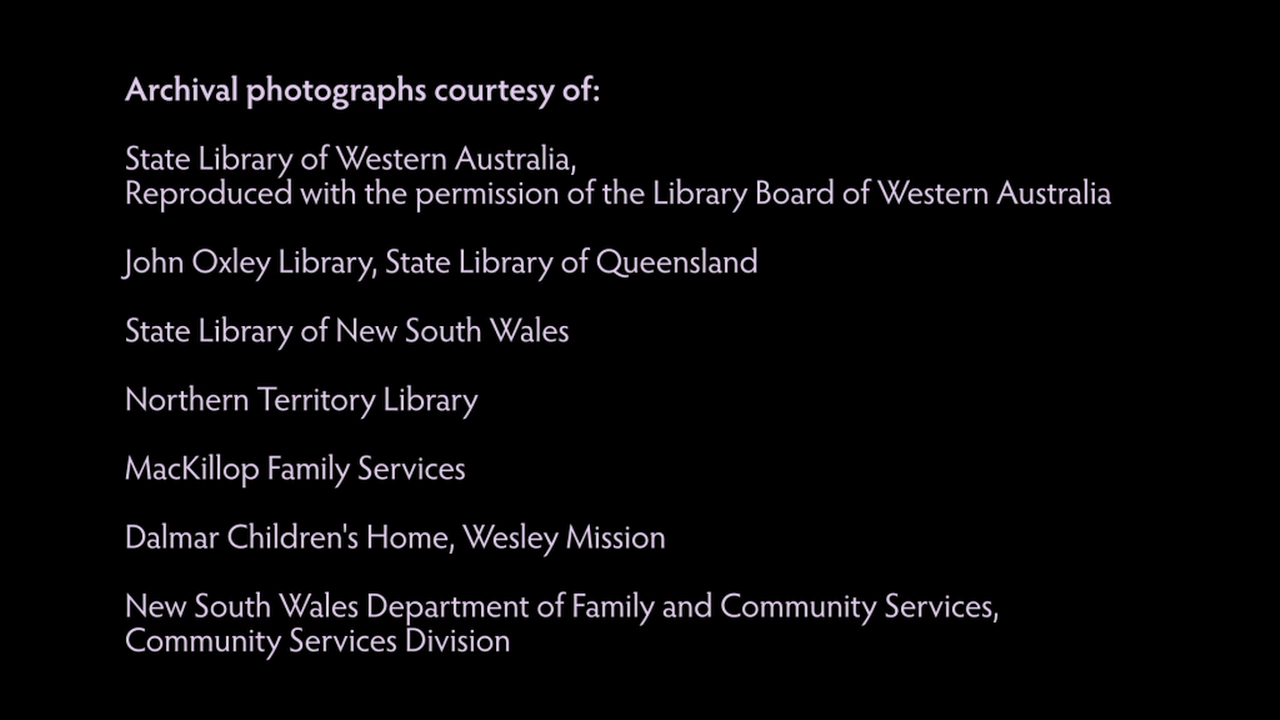 Archival photographs courtesy of:
State Library of Western Australia,
Reproduced with the permission of the Library Board of Western Australia
John Oxley Library, State Library of Queensland
State Library of New South Wales
Northern Territory Library
MacKillop Family Services
Dalmar Children's Home, Wesley Mission
New South Wales Department of Family and Community Services,
Community Services Division